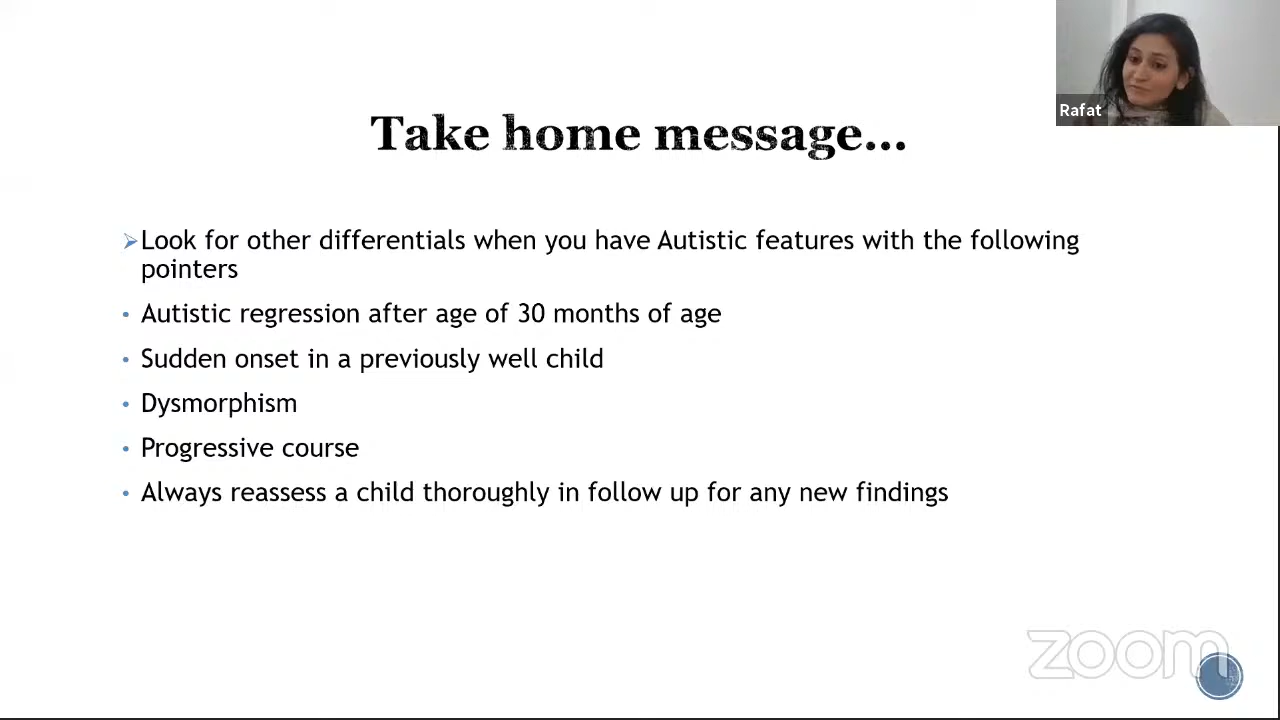 Rafat
Take home message...
➢Look for other differentials when you have Autistic features with the following
pointers
• Autistic regression after age of 30 months of age
• Sudden onset in a previously well child
• Dysmorphism
• Progressive course
• Always reassess a child thoroughly in follow up for any new findings
zoom